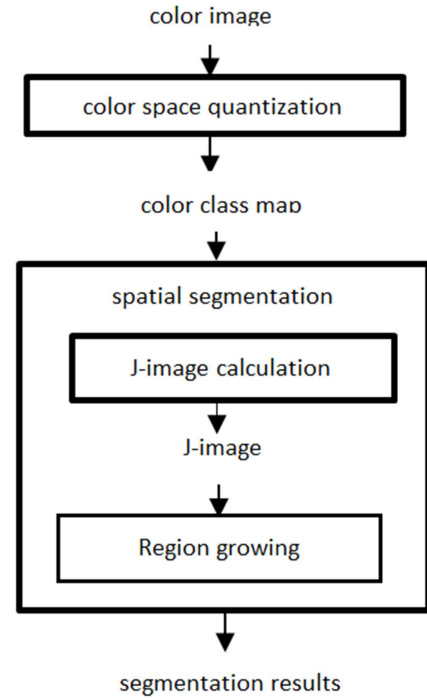 color image
color space quantization
color class map
spatial segmentation
J-image calculation
J-image
Region growing
segmentation results